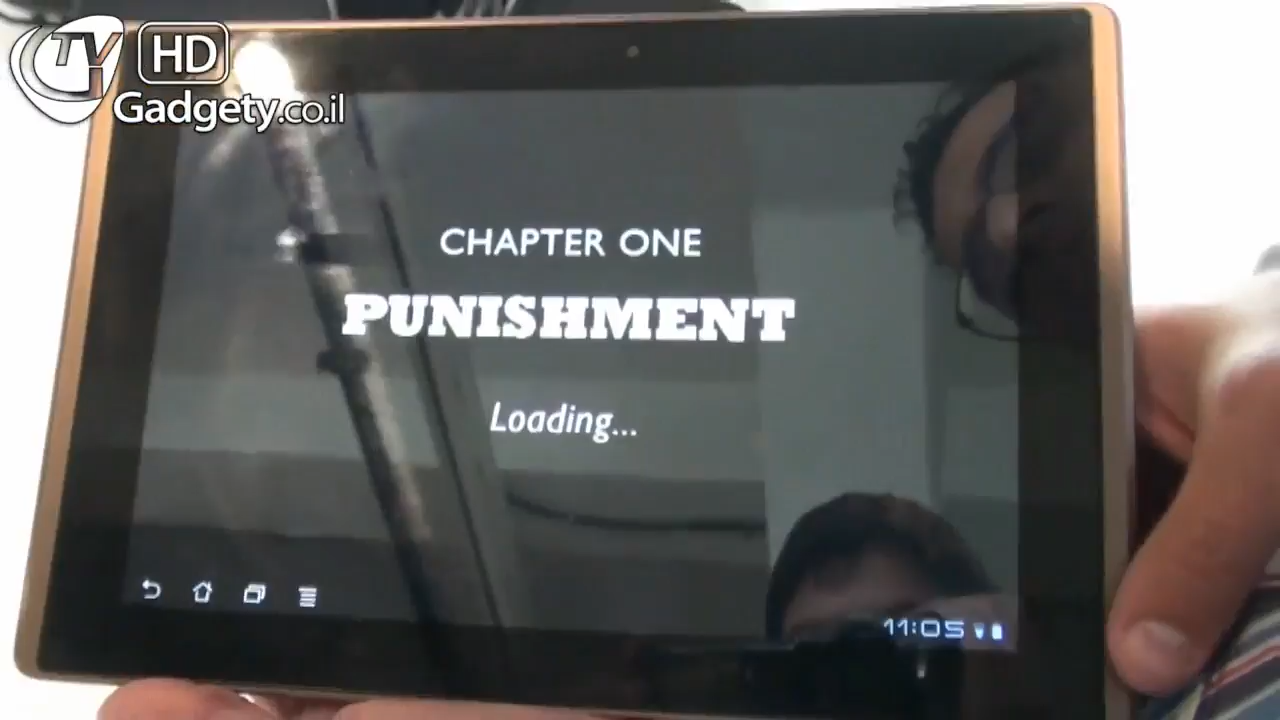 TV HD
Gadgety.co.il
CHAPTER ONE
PUNISHMENT
Loading...
11:05